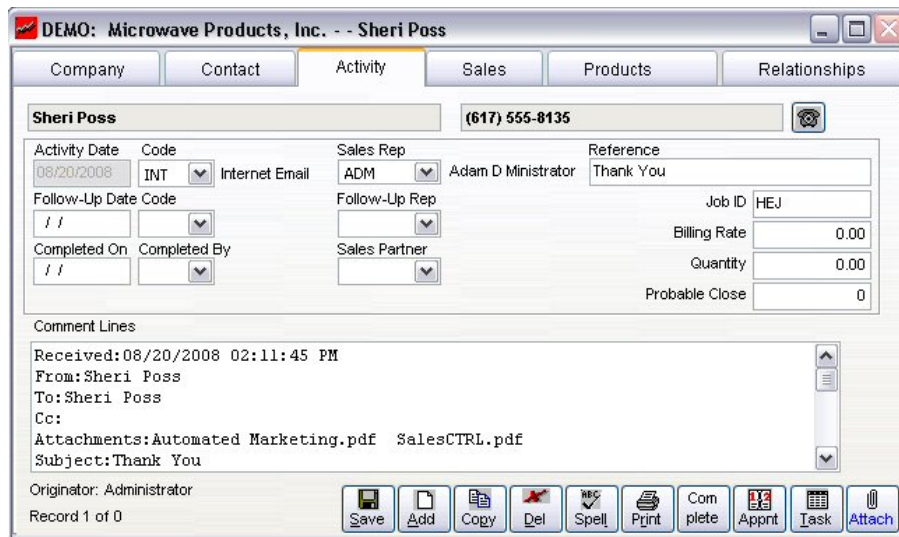 DEMO: Microwave Products, Inc. - - Sheri Poss
Company Contact Activity Sales Products Relationships
Sheri Poss (617) 555-8135
Activity Date Code Sales Rep Reference
08/20/2008 INT Internet Email ADM Adam D Ministrator Thank You
Follow-Up Date Code Follow-Up Rep Job ID HEJ
/ /
Billing Rate 0.00
Completed On Completed By Sales Partner
/ / Quantity 0.00
Probable Close 0
Comment Lines
Received:08/20/2008 02:11:45 PM
From:Sheri Poss
To:Sheri Poss
Cc:
Attachments:Automated Marketing.pdf SalesCTRL.pdf
Subject:Thank You
Originator: Administrator
Record 1 of 0
Save Add Copy Del ABC Spell Print Com plete Appnt Task Attach